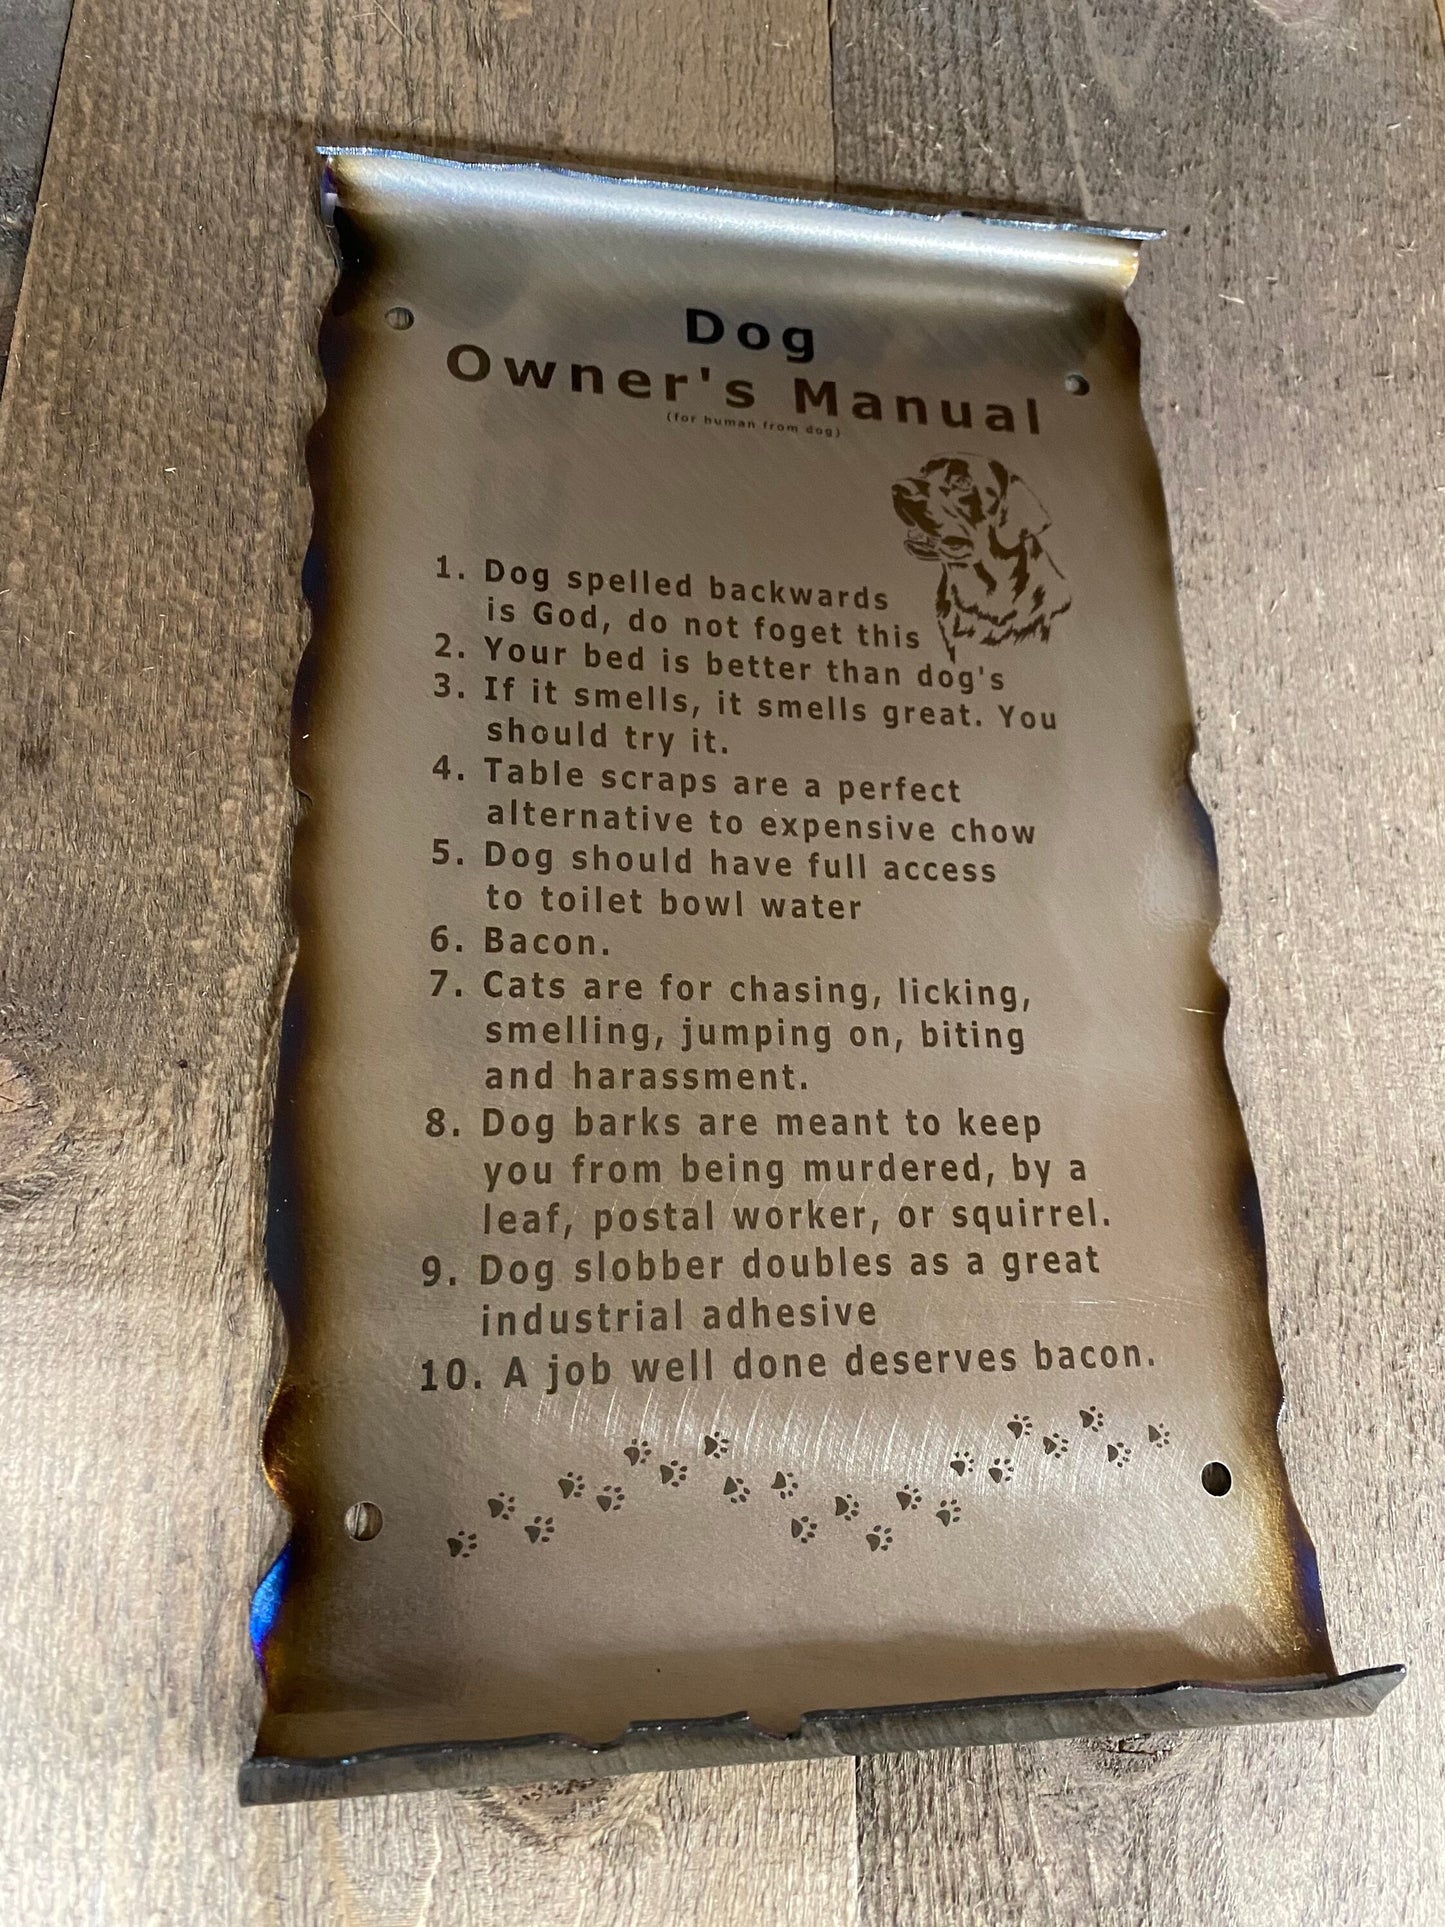 Dog
Owner's Manual
(for human from dog)
1. Dog spelled backwards
is God, do not foget this
2. Your bed is better than dog's
3. If it smells, it smells great. You
should try it.
4. Table scraps are a perfect
alternative to expensive chow
5. Dog should have full access
to toilet bowl water
6. Bacon.
7. Cats are for chasing, licking,
smelling, jumping on, biting
and harassment.
8. Dog barks are meant to keep
you from being murdered, by a
leaf, postal worker, or squirrel.
9. Dog slobber doubles as a great
industrial adhesive
10. A job well done deserves bacon.